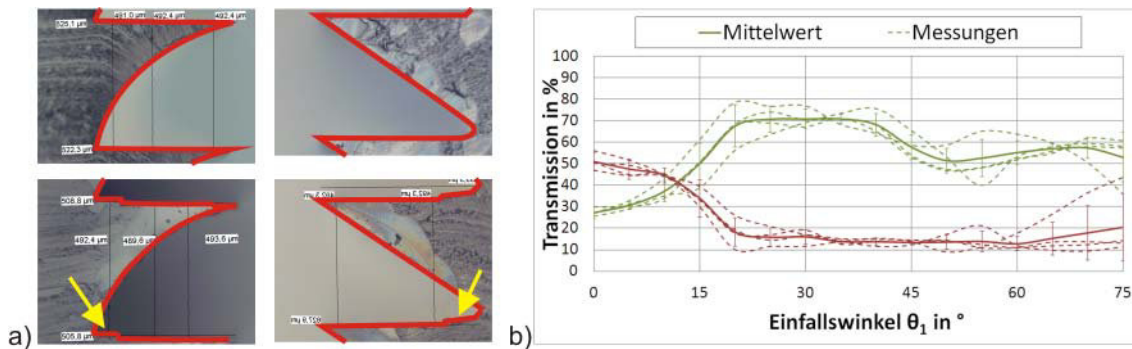 491.0 µm 492.4 µm 492.4 µm
525.1 µm
522.3 µm
508.8 µm
492.4 µm 489.6 µm 493.6 µm
505.8 µm
a)
Mittelwert Messungen
Transmission in %
100
90
80
70
60
50
40
30
20
10
0
0 15 30 45 60 75
Einfallswinkel θ₁ in °
b)